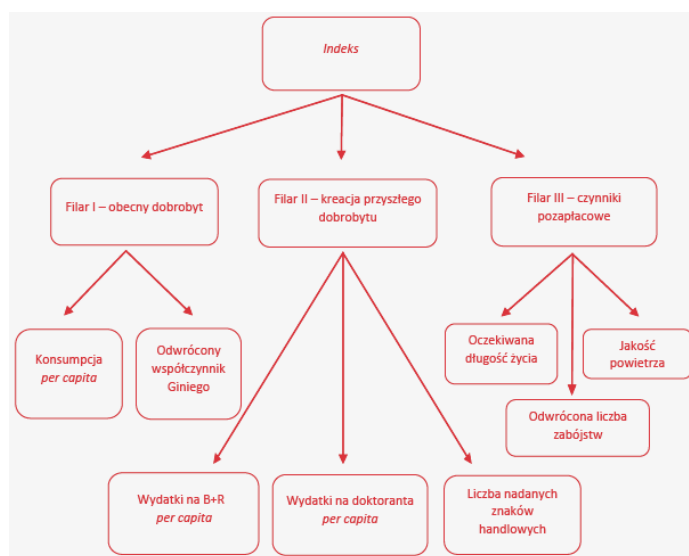 Indeks
Filar I – obecny dobrobyt
Filar II – kreacja przyszłego
dobrobytu
Filar III – czynniki
pozapłacowe
Konsumpcja
per capita
Odwrócony
współczynnik
Giniego
Oczekiwana
długość życia
Jakość
powietrza
Odwrócona liczba
zabójstw
Wydatki na B+R
per capita
Wydatki na doktoranta
per capita
Liczba nadanych
znaków
handlowych